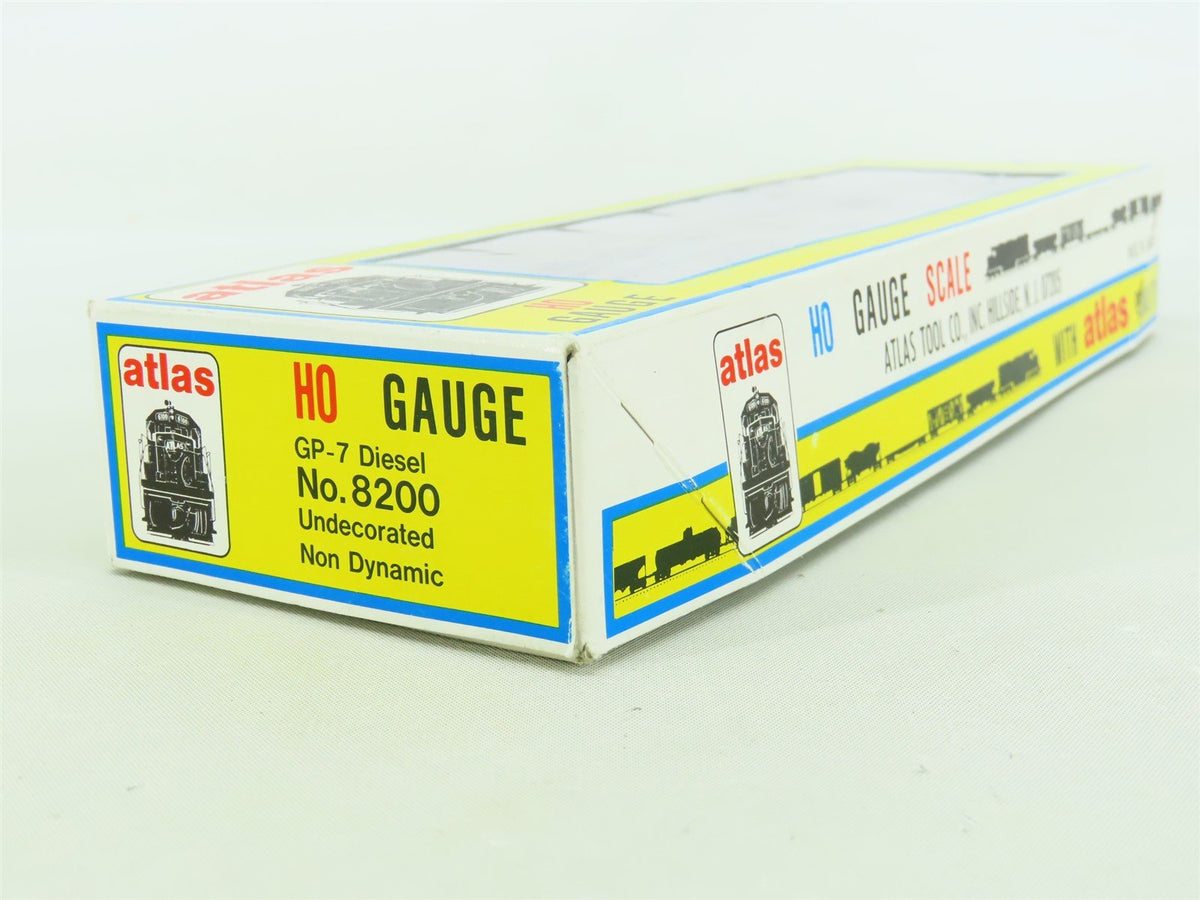 atlas
HO GAUGE
GP-7 Diesel
No. 8200
Undecorated
Non Dynamic
atlas
HO
GAUGE
atlas
HO GAUGE SCALE
ATLAS TOOL CO., INC. HILLSIDE, N.J. 07205
WITH atlas